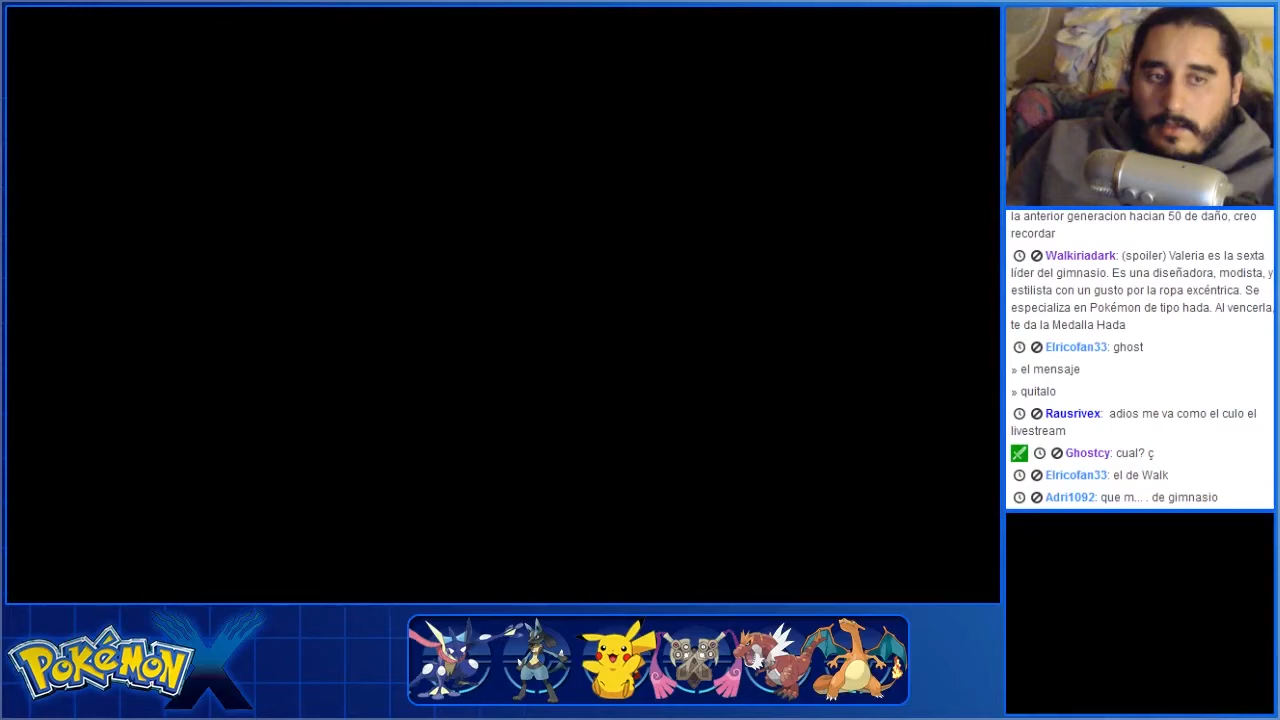 la anterior generacion hacian 50 de daño, creo
recordar
Walkiriadark: (spoiler) Valeria es la sexta
líder del gimnasio. Es una diseñadora, modista, y
estilista con un gusto por la ropa excéntrica. Se
especializa en Pokémon de tipo hada. Al vencerla,
te da la Medalla Hada
Elricofan33: ghost
» el mensaje
» quitalo
Rausrivex: adios me va como el culo el
livestream
Ghostcy: cual? ç
Elricofan33: el de Walk
Adri1092: que m... . de gimnasio
POKéMON X